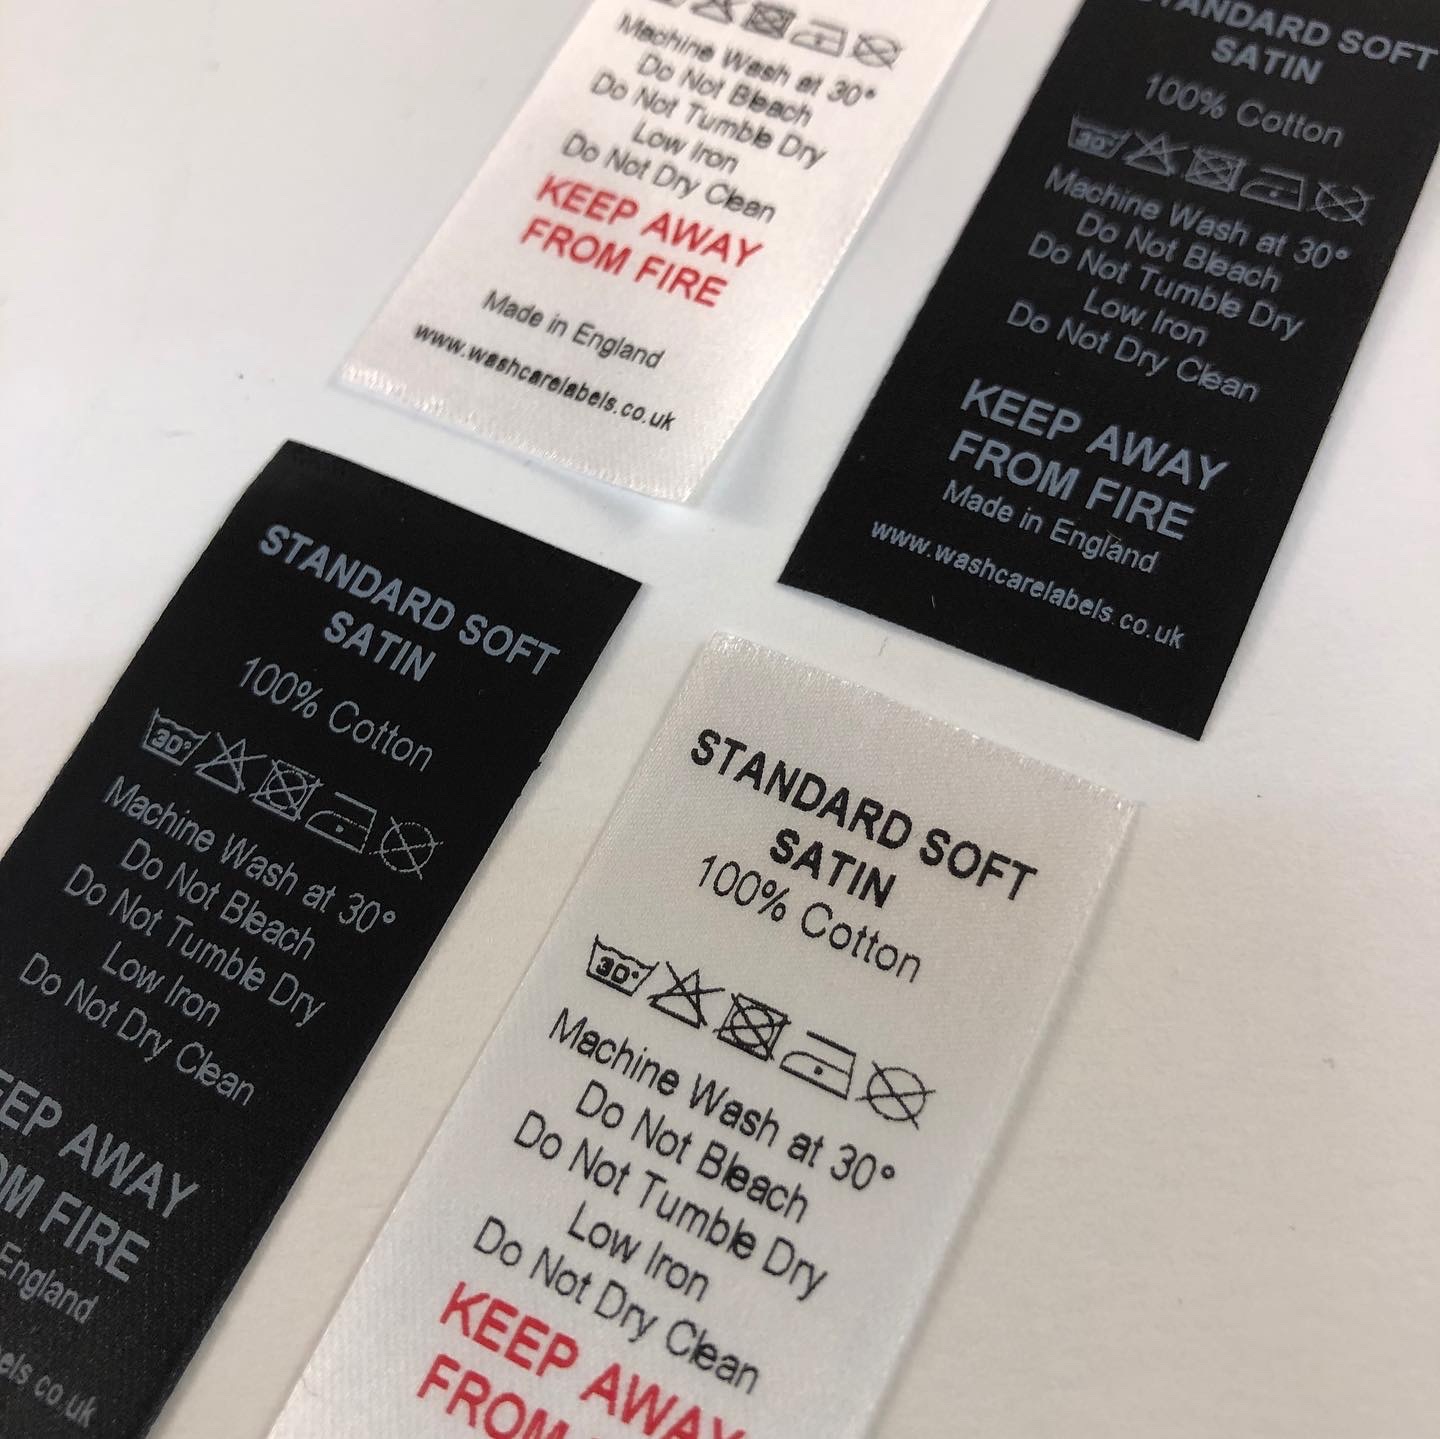 Machine Wash at 30°
Do Not Bleach
Do Not Tumble Dry
Low Iron
Do Not Dry Clean
KEEP AWAY
FROM FIRE
Made in England
www.washcarelabels.co.uk
STANDARD SOFT
SATIN
100% Cotton
30°
Machine Wash at 30°
Do Not Bleach
Do Not Tumble Dry
Low Iron
Do Not Dry Clean
KEEP AWAY
FROM FIRE
Made in England
www.washcarelabels.co.uk
STANDARD SOFT
SATIN
100% Cotton
30°
Machine Wash at 30°
Do Not Bleach
Do Not Tumble Dry
Low Iron
Do Not Dry Clean
EEP AWAY
OM FIRE
England
els.co.uk
STANDARD SOFT
SATIN
100% Cotton
30°
Machine Wash at 30°
Do Not Bleach
Do Not Tumble Dry
Low Iron
Do Not Dry Clean
KEEP AWAY
FROM